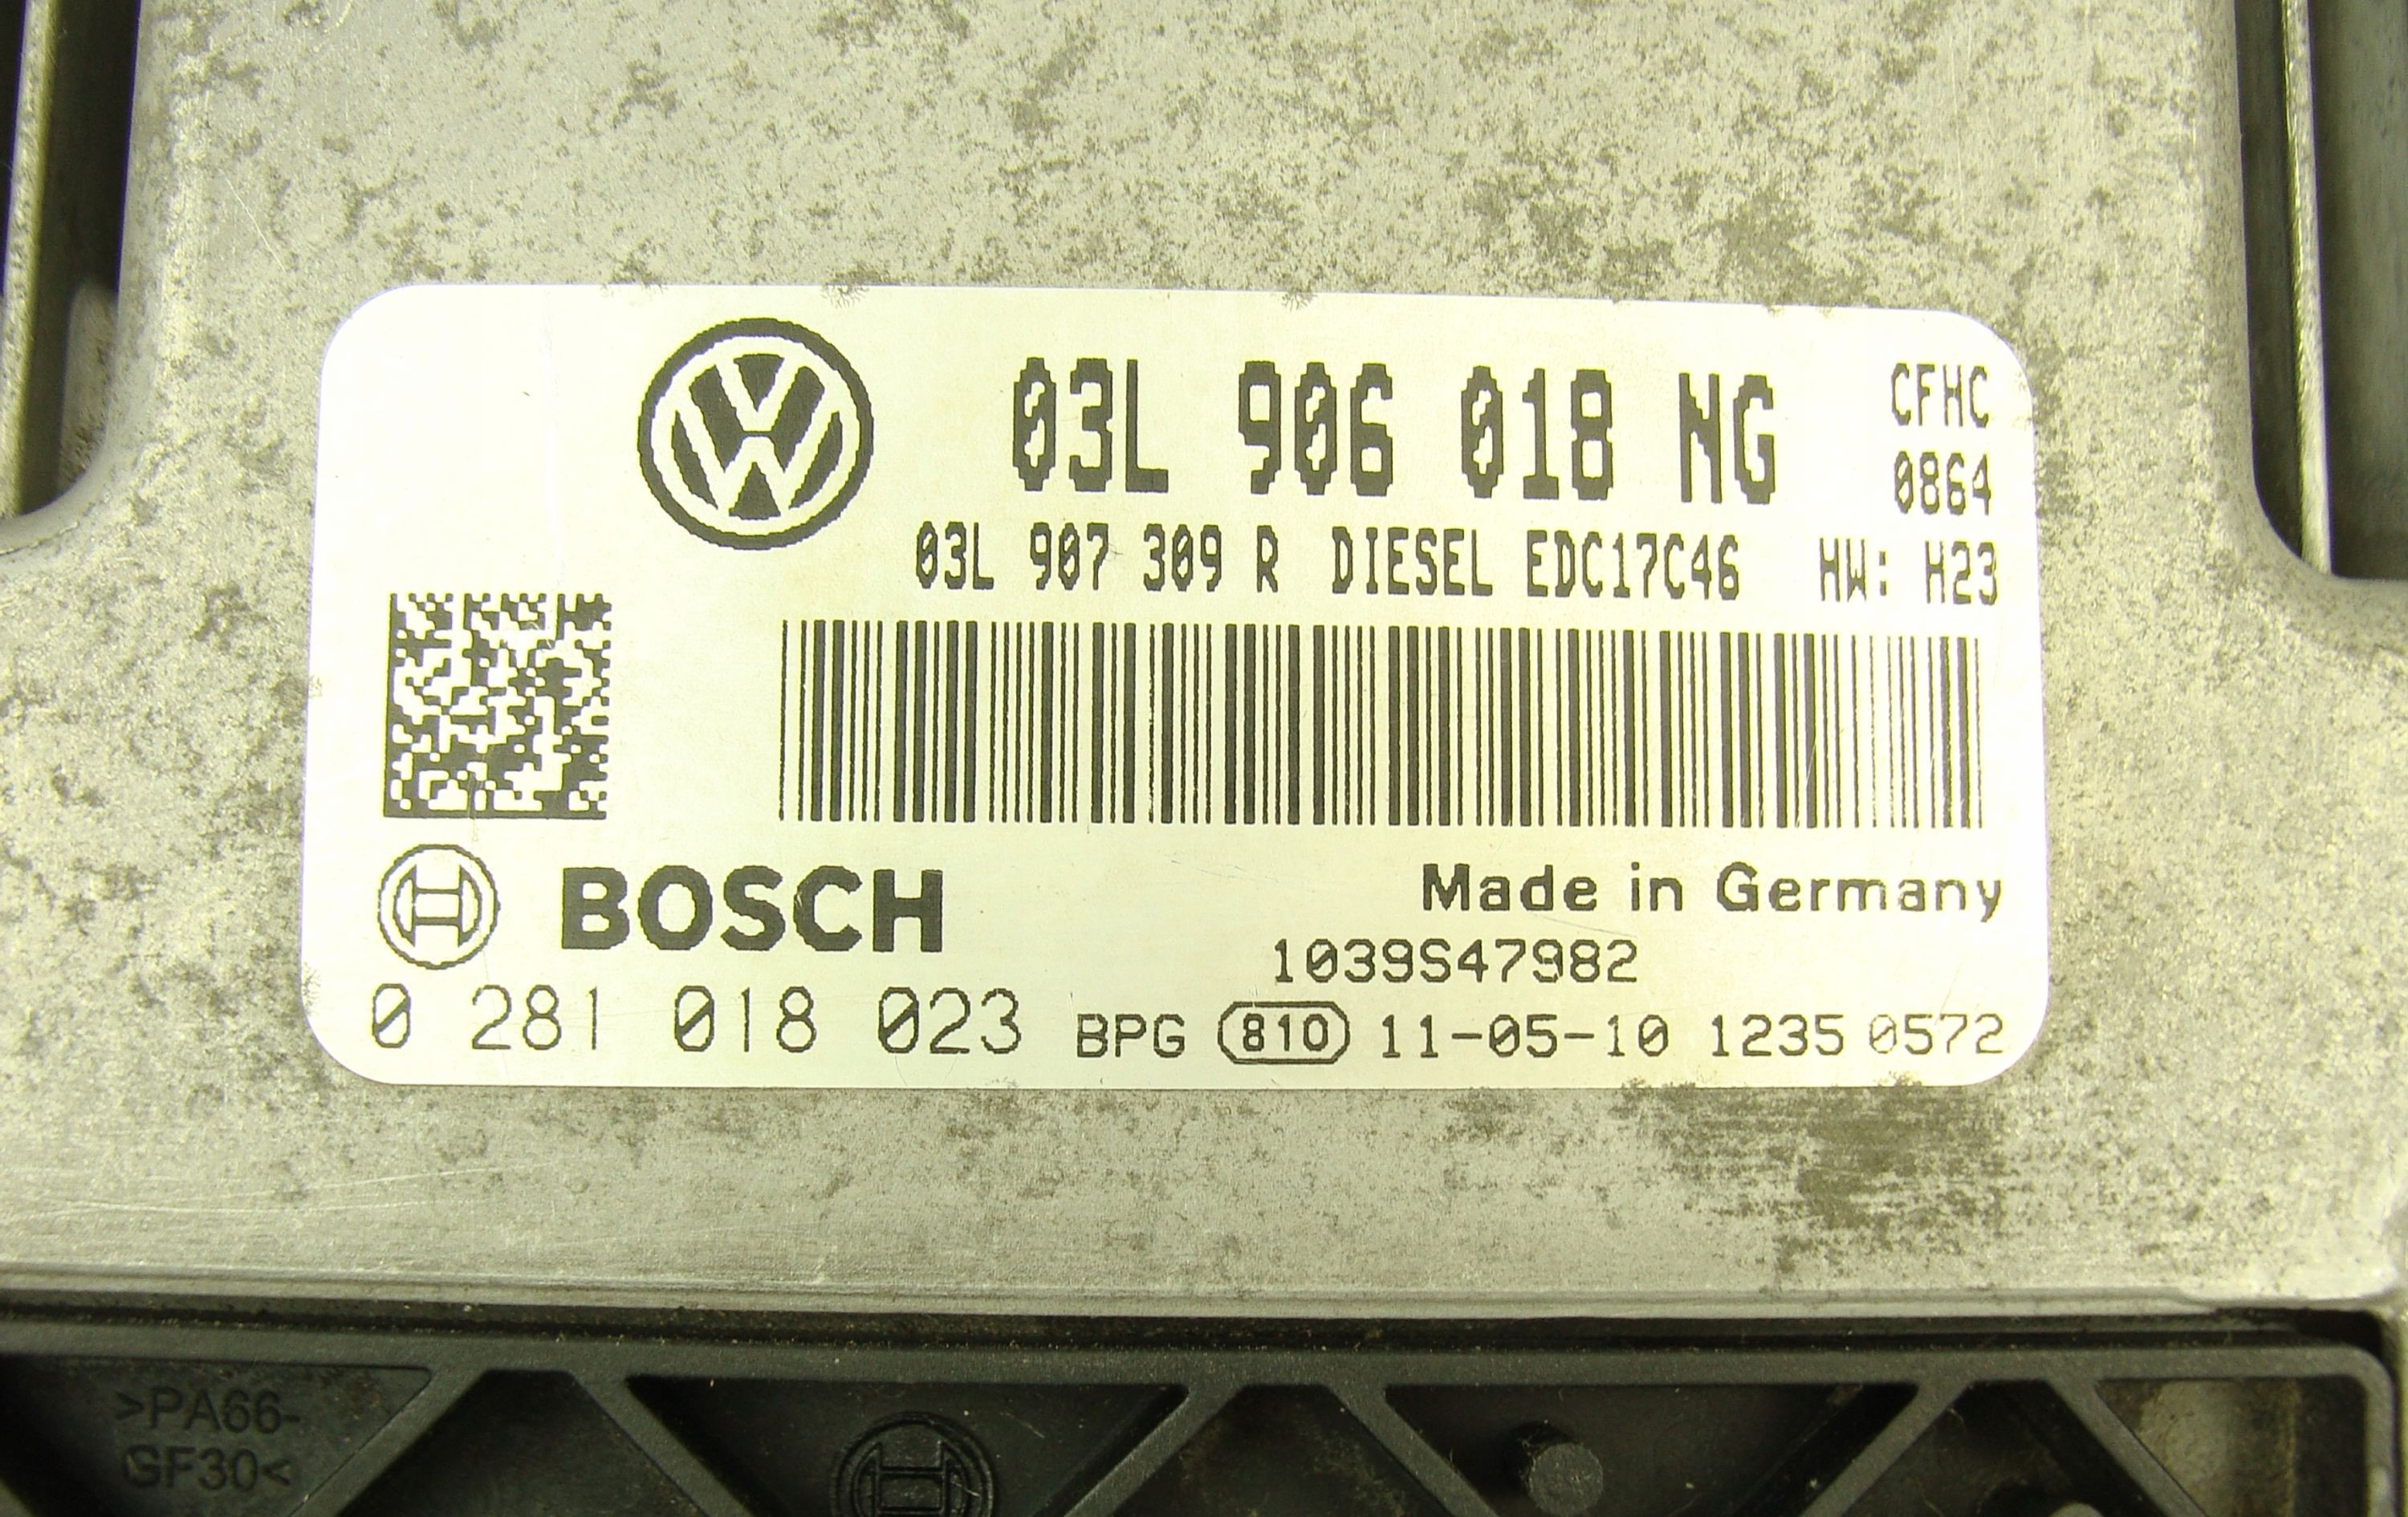 03L 906 018 NG CFHC
0864
03L 907 309 R DIESEL EDC17C46 HW: H23
BOSCH
Made in Germany
1039S47982
0 281 018 023 BPG 810 11-05-10 1235 0572
>PA66-
GF30<